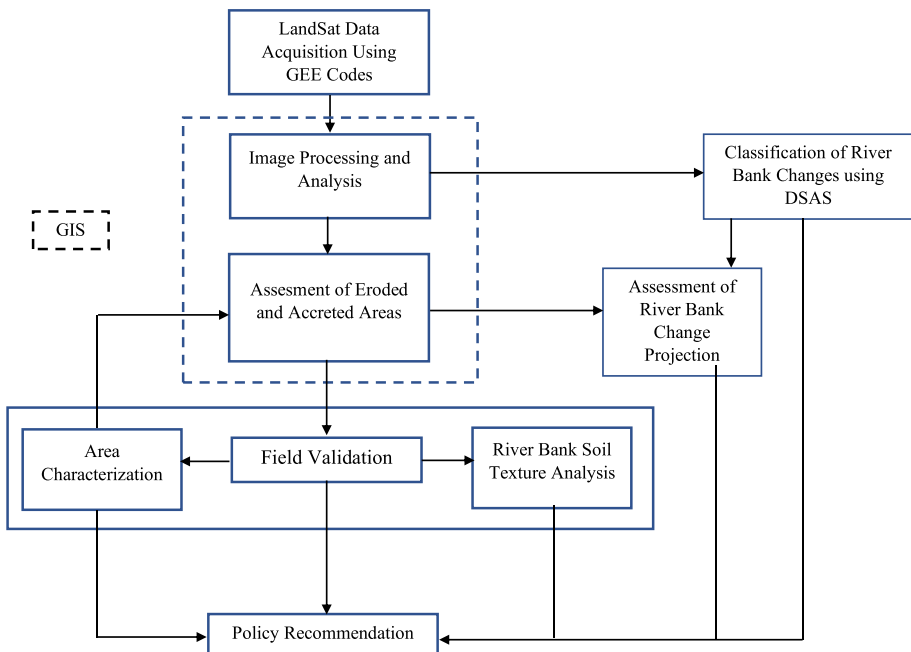 LandSat Data
Acquisition Using
GEE Codes
Image Processing and
Analysis
Classification of River
Bank Changes using
DSAS
GIS
Assesment of Eroded
and Accreted Areas
Assessment of
River Bank
Change
Projection
Area
Characterization
Field Validation
River Bank Soil
Texture Analysis
Policy Recommendation